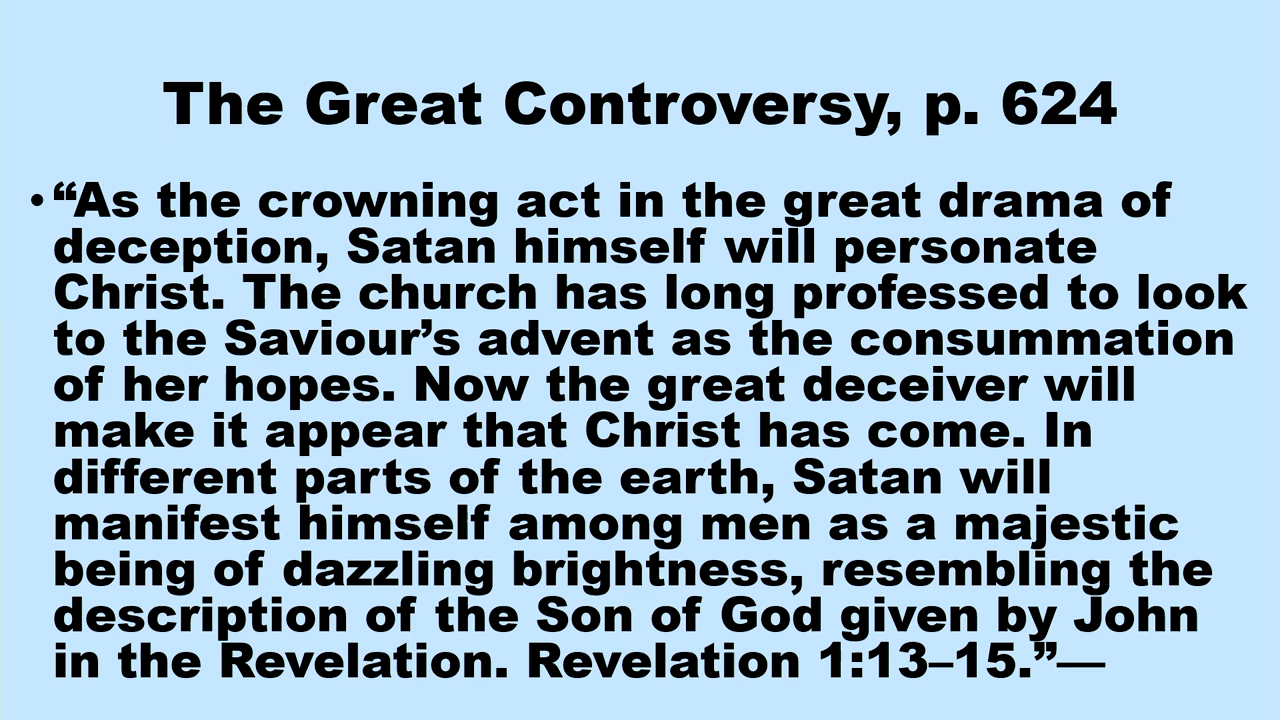 The Great Controversy, p. 624
• “As the crowning act in the great drama of
deception, Satan himself will personate
Christ. The church has long professed to look
to the Saviour’s advent as the consummation
of her hopes. Now the great deceiver will
make it appear that Christ has come. In
different parts of the earth, Satan will
manifest himself among men as a majestic
being of dazzling brightness, resembling the
description of the Son of God given by John
in the Revelation. Revelation 1:13–15.”—